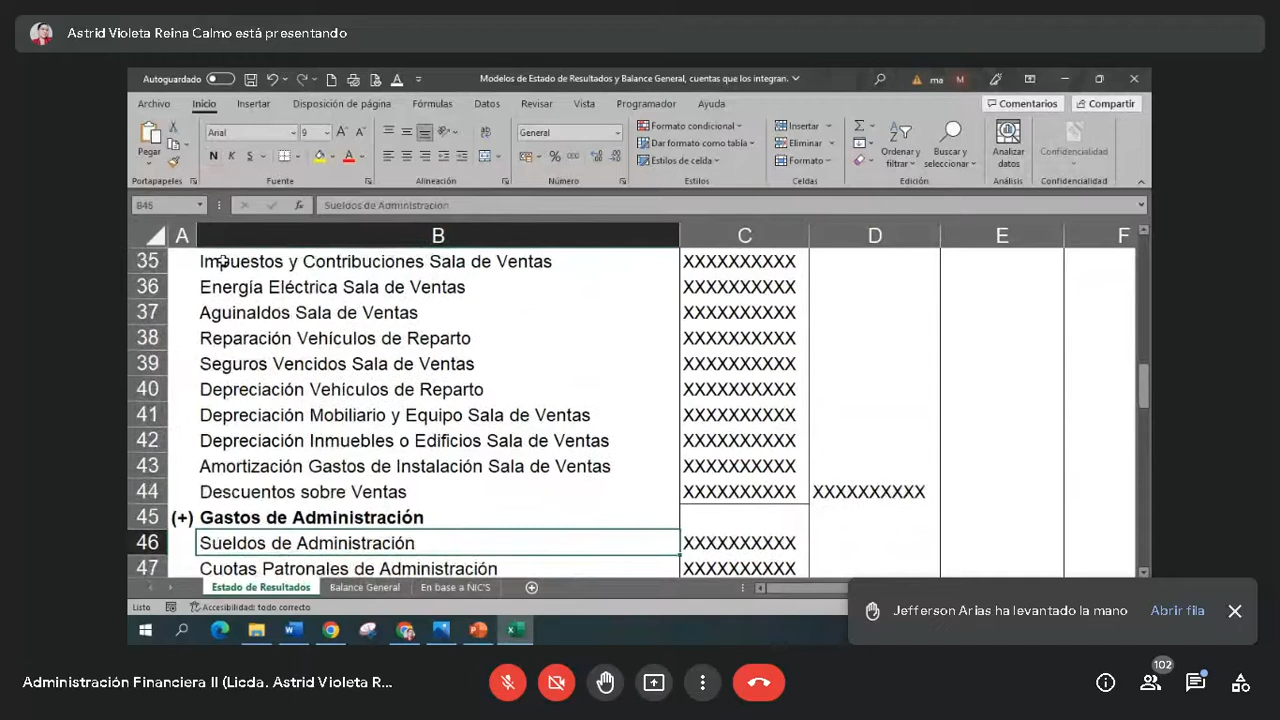 Astrid Violeta Reina Calmo está presentando
Autoguardado
Modelos de Estado de Resultados y Balance General, cuentas que los integran.
ma
M
Archivo Inicio Insertar Disposición de página Fórmulas Datos Revisar Vista Programador Ayuda
Comentarios
Compartir
Pegar
Arial
9
N K S
General
Formato condicional
Dar formato como tabla
Estilos de celda
Insertar
Eliminar
Formato
Ordenar y filtrar
Buscar y seleccionar
Analizar datos
Confidencialidad
Portapapeles Fuente Alineación Número Estilos Celdas Edición Análisis Confidencialidad
B46
Sueldos de Administración
A B C D E F
35 Impuestos y Contribuciones Sala de Ventas XXXXXXXXXX
36 Energía Eléctrica Sala de Ventas XXXXXXXXXX
37 Aguinaldos Sala de Ventas XXXXXXXXXX
38 Reparación Vehículos de Reparto XXXXXXXXXX
39 Seguros Vencidos Sala de Ventas XXXXXXXXXX
40 Depreciación Vehículos de Reparto XXXXXXXXXX
41 Depreciación Mobiliario y Equipo Sala de Ventas XXXXXXXXXX
42 Depreciación Inmuebles o Edificios Sala de Ventas XXXXXXXXXX
43 Amortización Gastos de Instalación Sala de Ventas XXXXXXXXXX
44 Descuentos sobre Ventas XXXXXXXXXX XXXXXXXXXX
45 (+) Gastos de Administración
46 Sueldos de Administración XXXXXXXXXX
47 Cuotas Patronales de Administración XXXXXXXXXX
Estado de Resultados Balance General En base a NIC'S
Listo
Accesibilidad: todo correcto
Jefferson Arias ha levantado la mano
Abrir fila
Administración Financiera II (Licda. Astrid Violeta R...
102